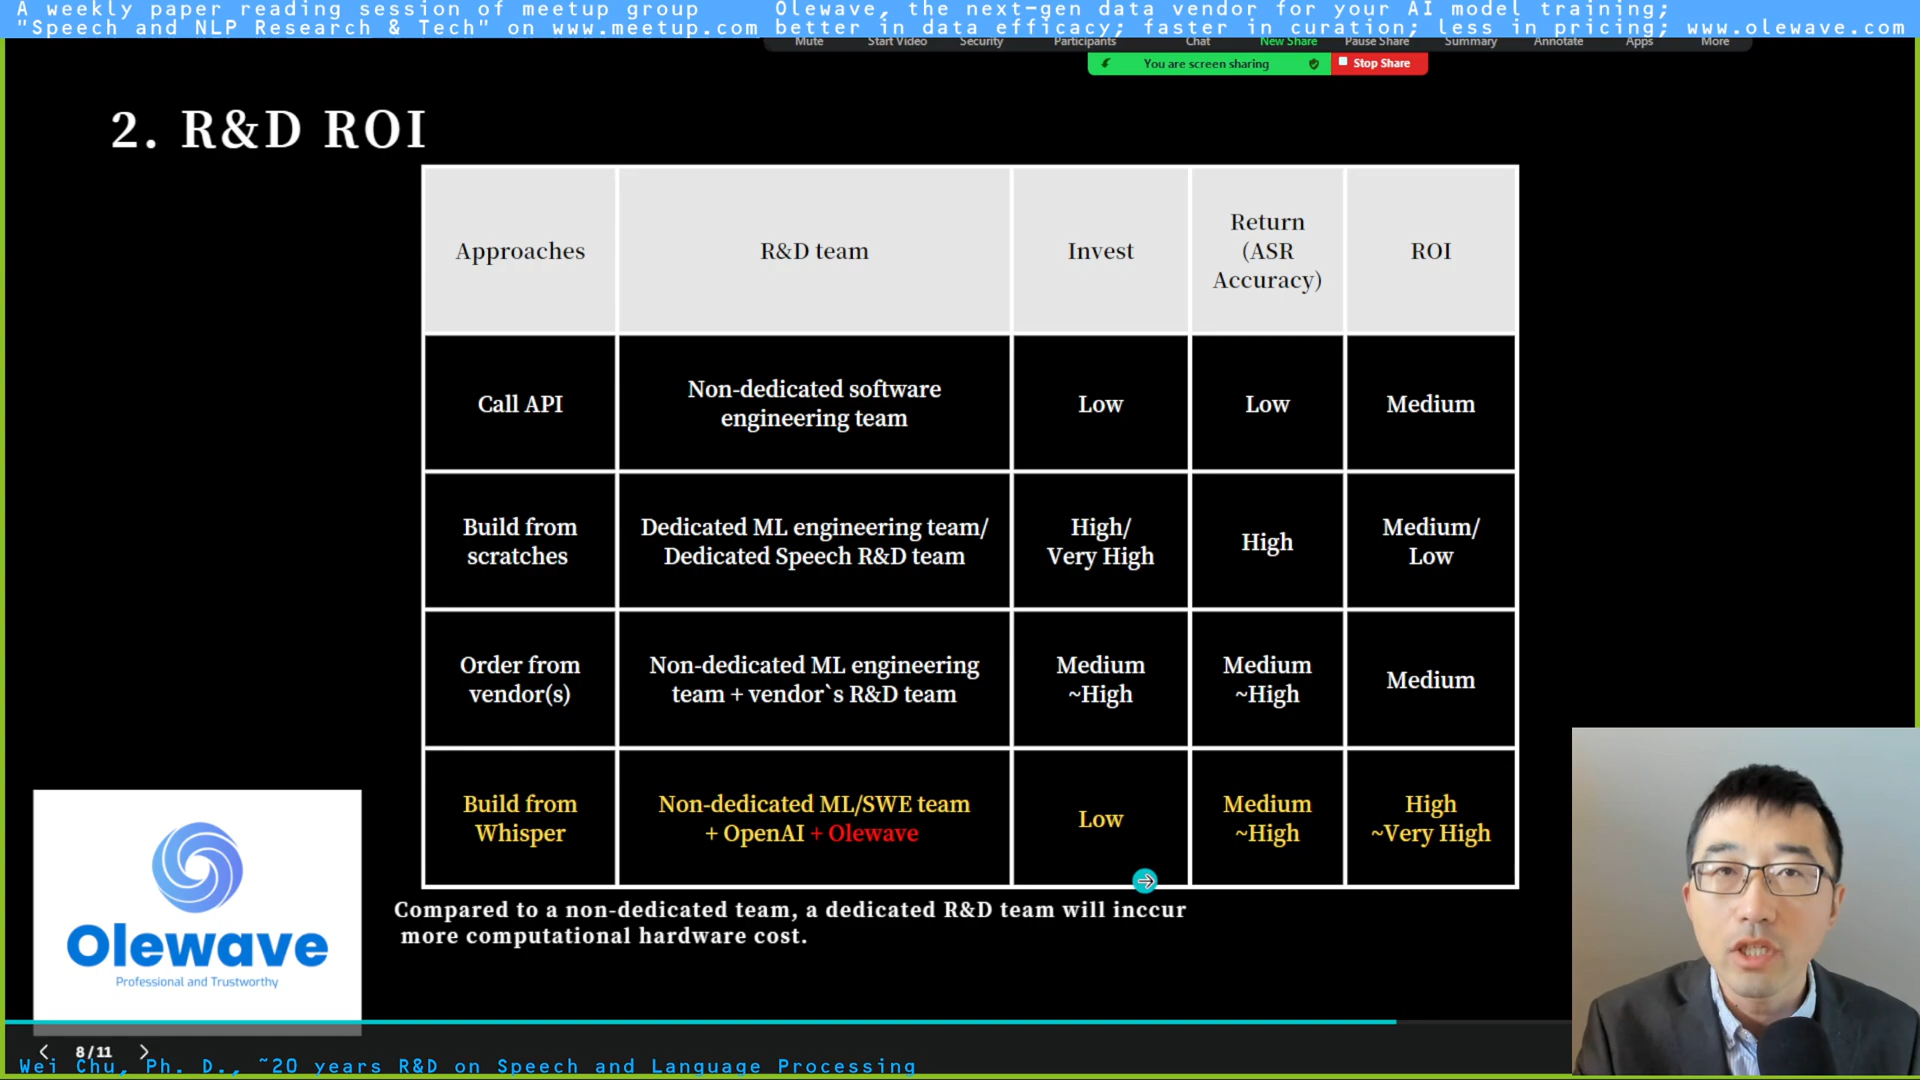 A weekly paper reading session of meetup group
"Speech and NLP Research & Tech" on www.meetup.com
Olewave, the next-gen data vendor for your AI model training;
better in data efficacy; faster in curation; less in pricing; www.olewave.com
Mute
Start Video
Security
Participants
Chat
New Share
Pause Share
Summary
Annotate
Apps
More
You are screen sharing
Stop Share
2. R&D ROI
Approaches
R&D team
Invest
Return
(ASR
Accuracy)
ROI
Call API
Non-dedicated software
engineering team
Low
Low
Medium
Build from
scratches
Dedicated ML engineering team/
Dedicated Speech R&D team
High/
Very High
High
Medium/
Low
Order from
vendor(s)
Non-dedicated ML engineering
team + vendor`s R&D team
Medium
~High
Medium
~High
Medium
Build from
Whisper
Non-dedicated ML/SWE team
+ OpenAI + Olewave
Low
Medium
~High
High
~Very High
Compared to a non-dedicated team, a dedicated R&D team will inccur
more computational hardware cost.
Olewave
Professional and Trustworthy
8/11
Wei Chu, Ph. D., ~20 years R&D on Speech and Language Processing